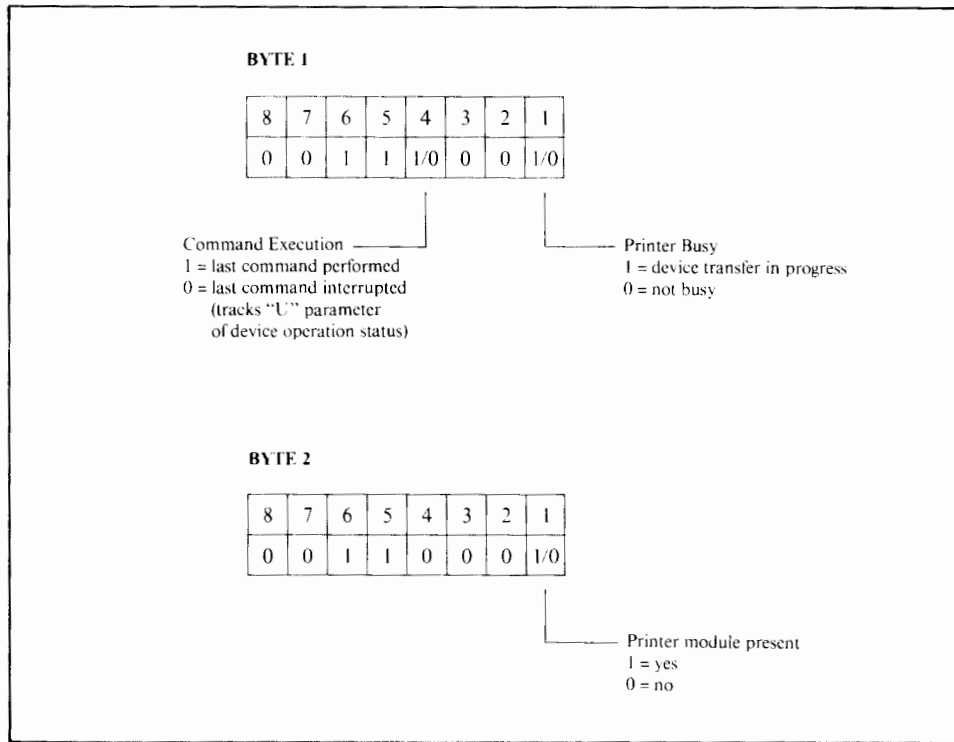 BYTE 1
8 7 6 5 4 3 2 1
0 0 1 1 1/0 0 0 1/0
Command Execution
1 = last command performed
0 = last command interrupted
(tracks “U” parameter
of device operation status)
Printer Busy
1 = device transfer in progress
0 = not busy
BYTE 2
8 7 6 5 4 3 2 1
0 0 1 1 0 0 0 1/0
Printer module present
1 = yes
0 = no